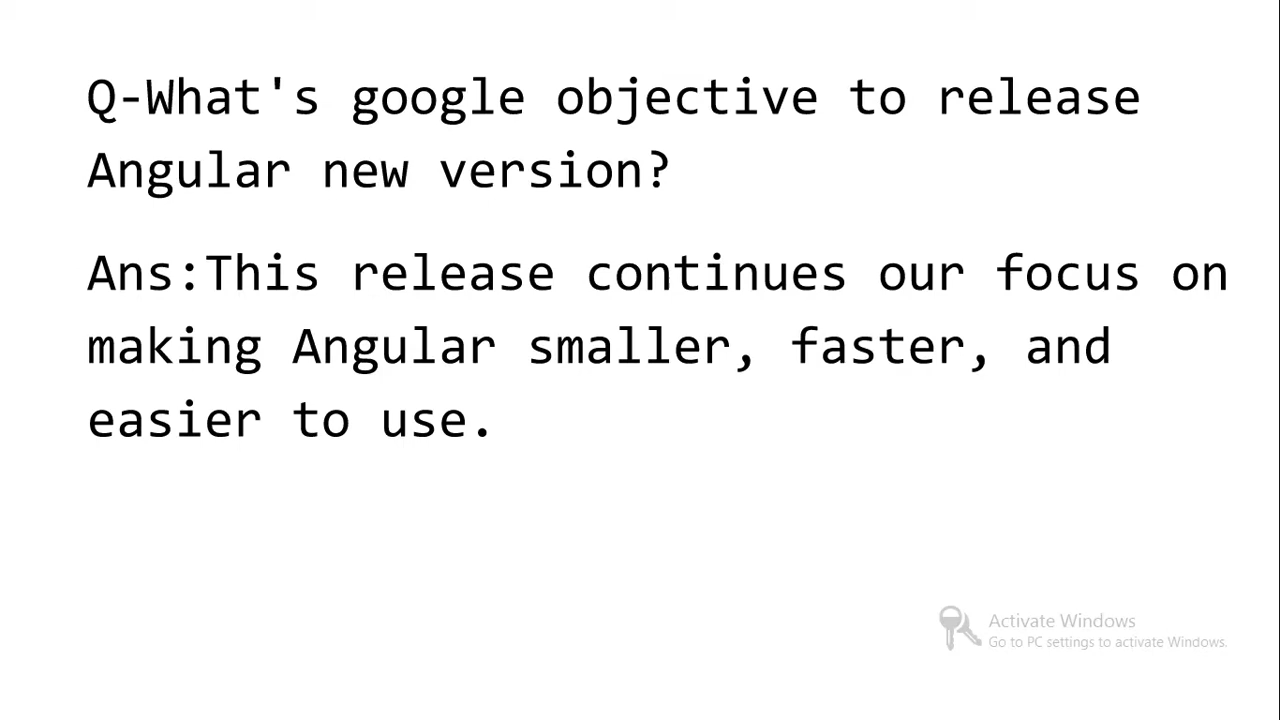 Q-What's google objective to release
Angular new version?
Ans:This release continues our focus on
making Angular smaller, faster, and
easier to use.
Activate Windows
Go to PC settings to activate Windows.